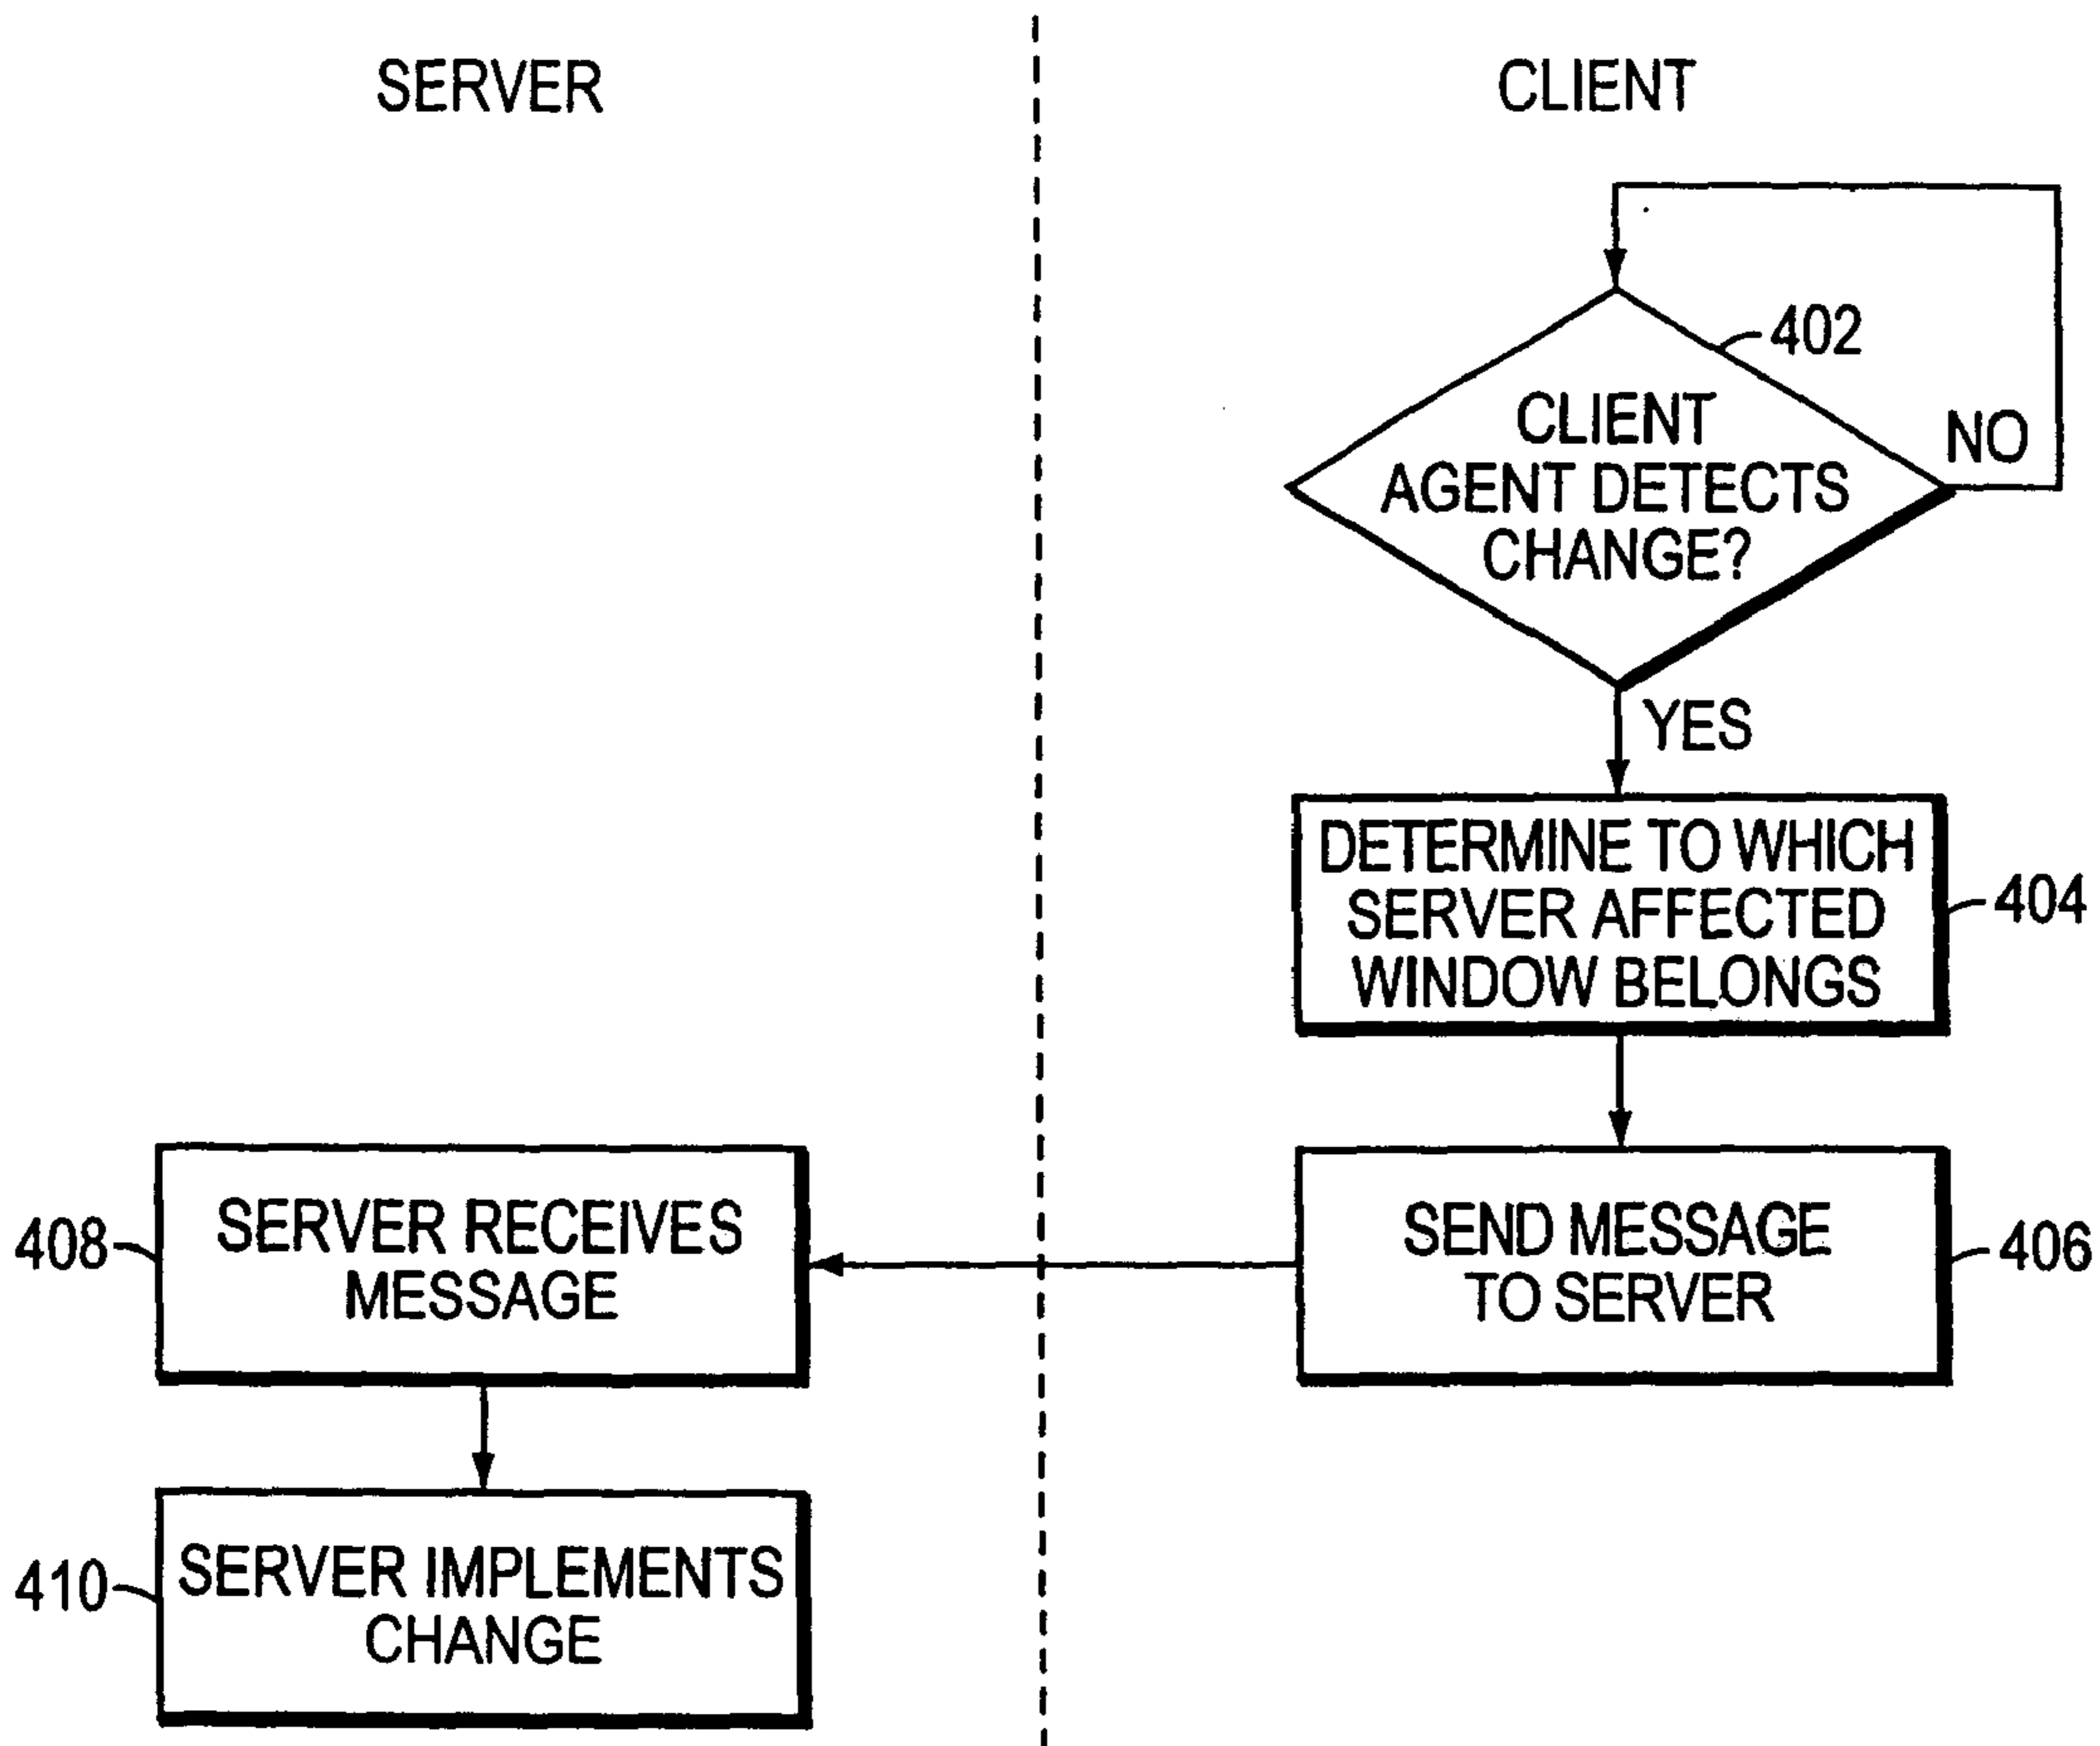 SERVER
CLIENT
402
CLIENT
AGENT DETECTS
CHANGE?
NO
YES
DETERMINE TO WHICH
SERVER AFFECTED
WINDOW BELONGS
404
SEND MESSAGE
TO SERVER
406
408
SERVER RECEIVES
MESSAGE
410
SERVER IMPLEMENTS
CHANGE